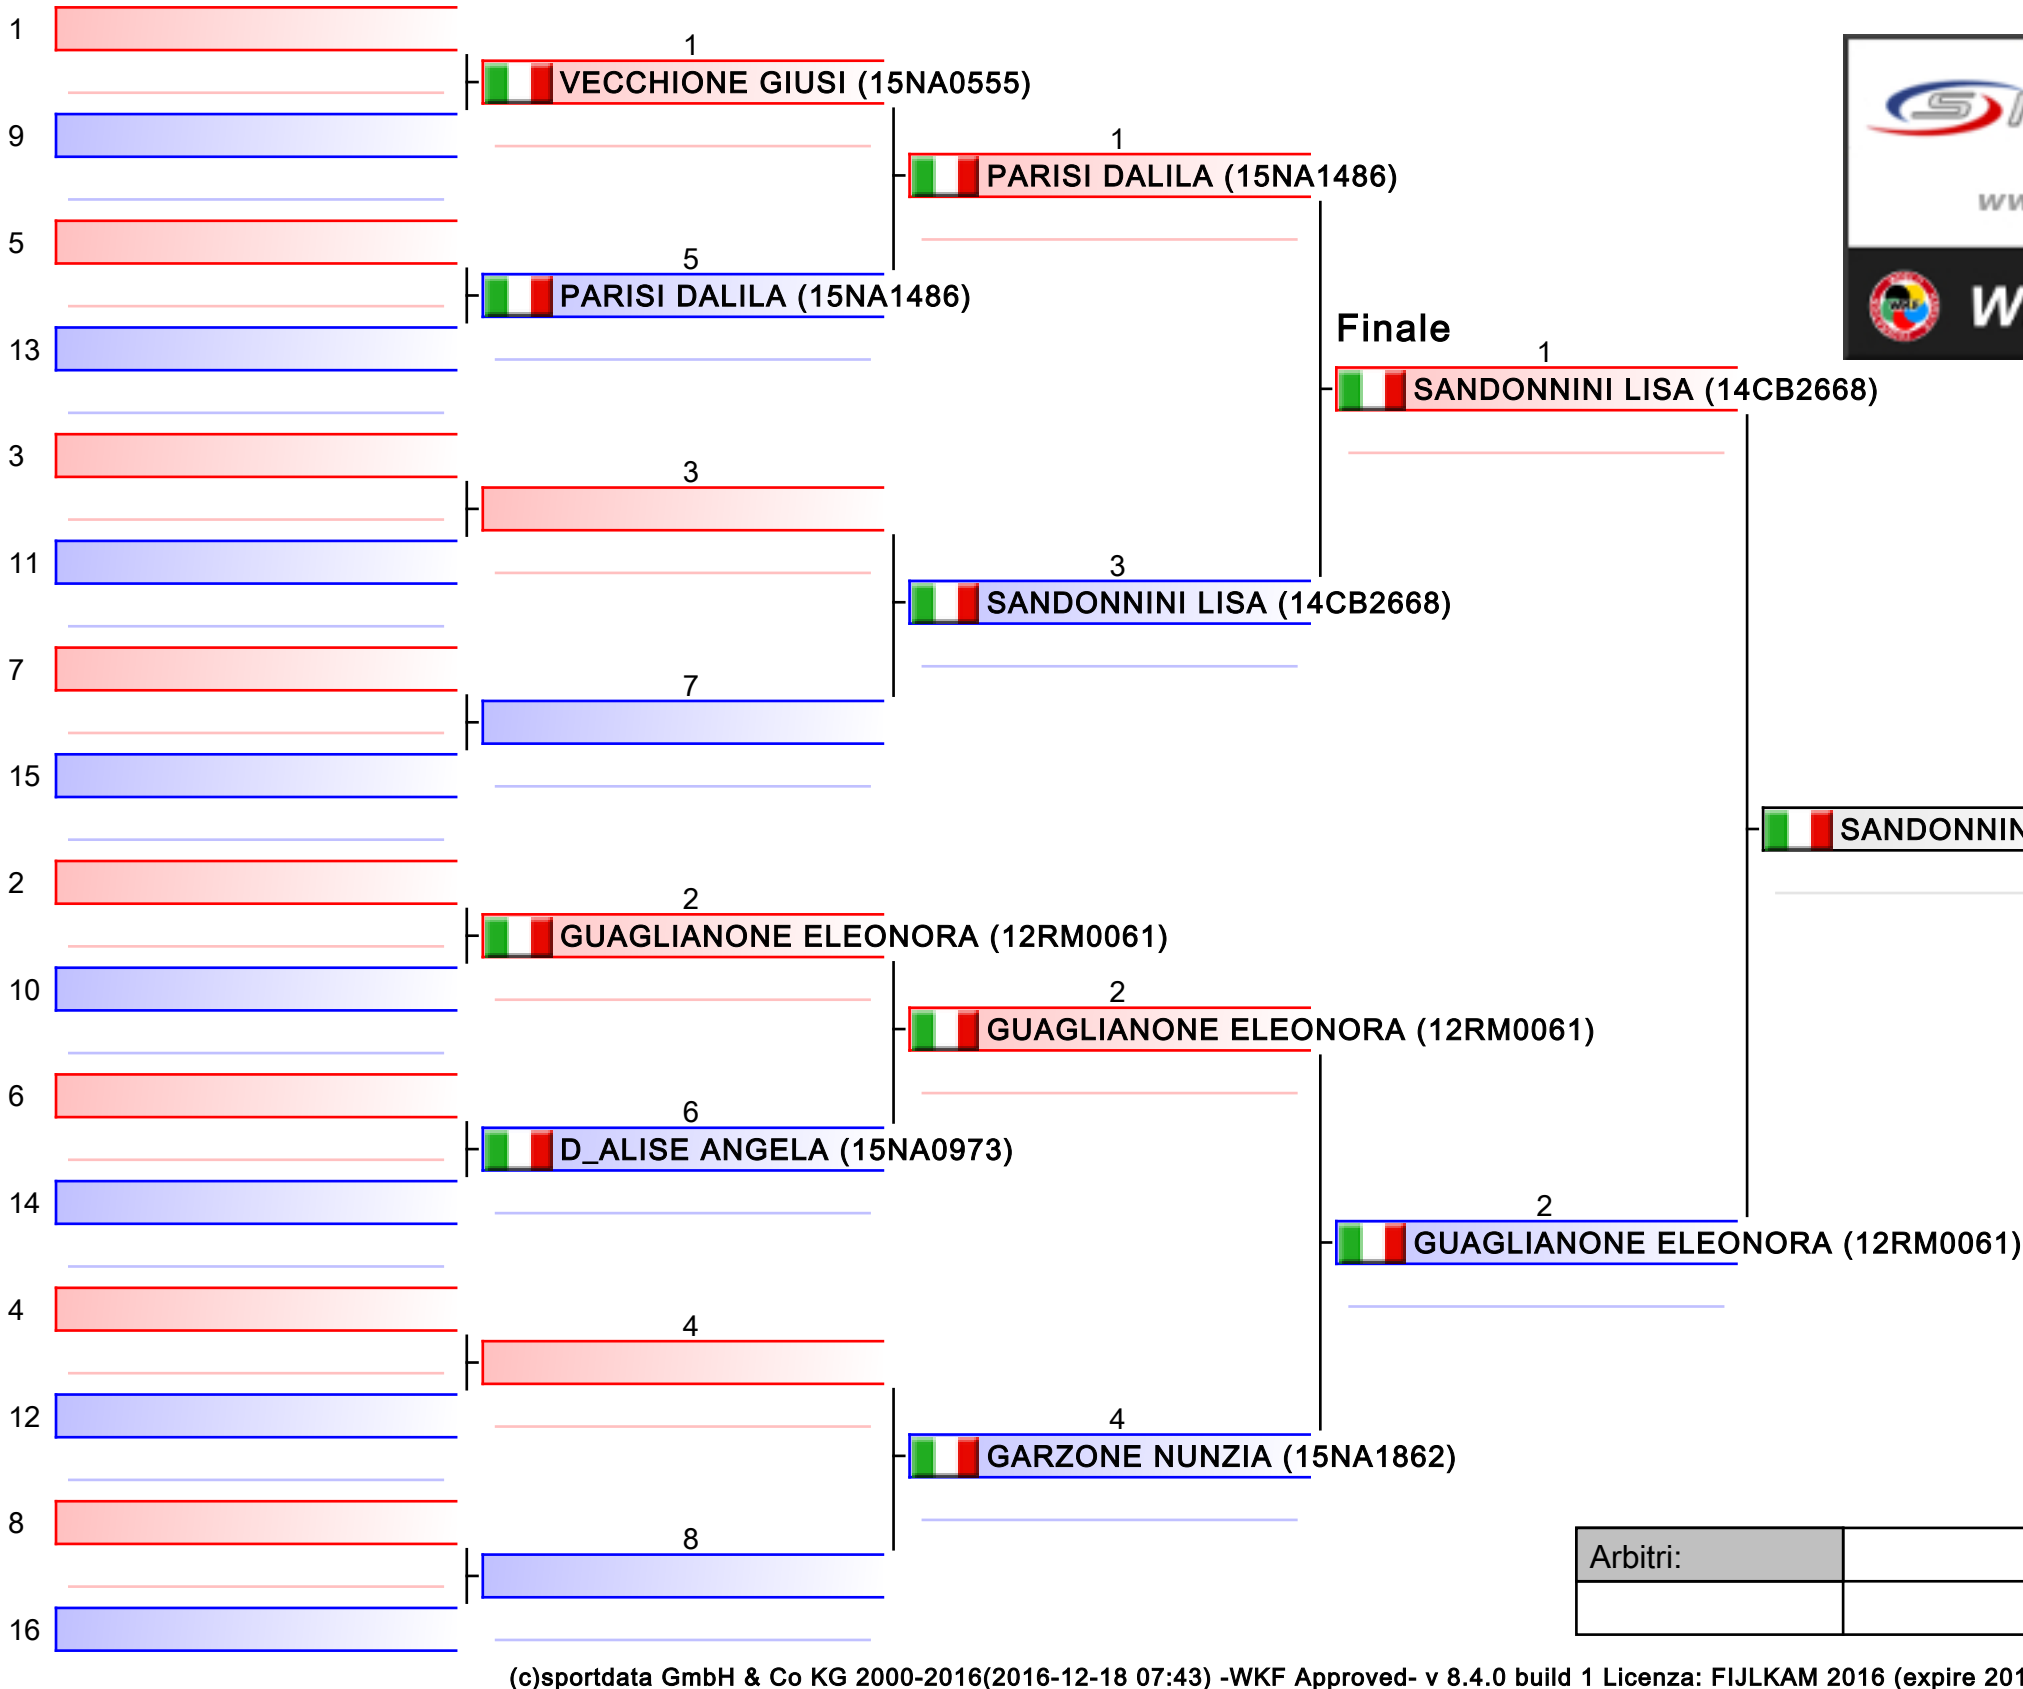 1
9
5
13
3
11
7
15
2
10
6
14
4
12
8
16
1
VECCHIONE GIUSI (15NA0555)
5
PARISI DALILA (15NA1486)
3
7
2
GUAGLIANONE ELEONORA (12RM0061)
6
D_ALISE ANGELA (15NA0973)
4
8
1
PARISI DALILA (15NA1486)
3
SANDONNINI LISA (14CB2668)
2
GUAGLIANONE ELEONORA (12RM0061)
4
GARZONE NUNZIA (15NA1862)
Finale
1
SANDONNINI LISA (14CB2668)
2
GUAGLIANONE ELEONORA (12RM0061)
SANDONNIN
S
ww
WKF W
Arbitri:
(c)sportdata GmbH & Co KG 2000-2016(2016-12-18 07:43) -WKF Approved- v 8.4.0 build 1 Licenza: FIJLKAM 2016 (expire 201